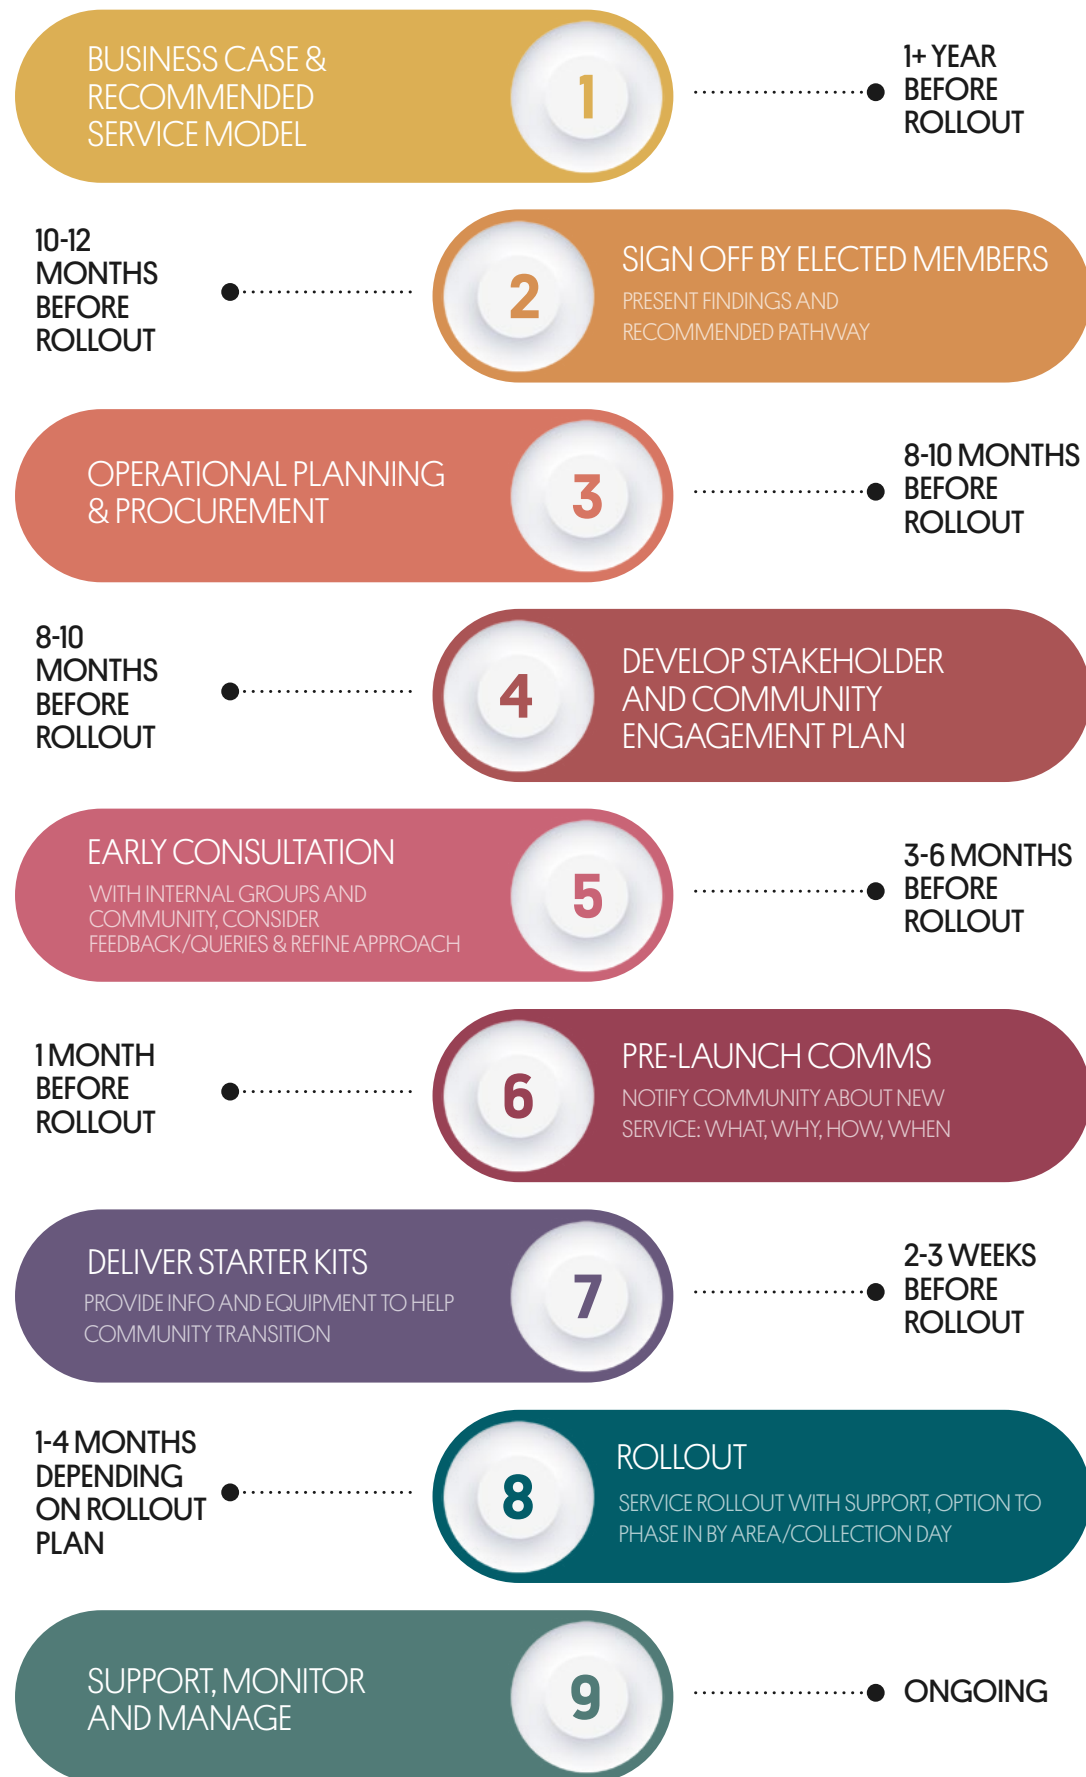 BUSINESS CASE &
RECOMMENDED
SERVICE MODEL
1
1+ YEAR
BEFORE
ROLLOUT
10-12
MONTHS
BEFORE
ROLLOUT
2
SIGN OFF BY ELECTED MEMBERS
PRESENT FINDINGS AND
RECOMMENDED PATHWAY
OPERATIONAL PLANNING
& PROCUREMENT
3
8-10 MONTHS
BEFORE
ROLLOUT
8-10
MONTHS
BEFORE
ROLLOUT
4
DEVELOP STAKEHOLDER
AND COMMUNITY
ENGAGEMENT PLAN
EARLY CONSULTATION
WITH INTERNAL GROUPS AND
COMMUNITY, CONSIDER
FEEDBACK/QUERIES & REFINE APPROACH
5
3-6 MONTHS
BEFORE
ROLLOUT
1 MONTH
BEFORE
ROLLOUT
6
PRE-LAUNCH COMMS
NOTIFY COMMUNITY ABOUT NEW
SERVICE: WHAT, WHY, HOW, WHEN
DELIVER STARTER KITS
PROVIDE INFO AND EQUIPMENT TO HELP
COMMUNITY TRANSITION
7
2-3 WEEKS
BEFORE
ROLLOUT
1-4 MONTHS
DEPENDING
ON ROLLOUT
PLAN
8
ROLLOUT
SERVICE ROLLOUT WITH SUPPORT, OPTION TO
PHASE IN BY AREA/COLLECTION DAY
SUPPORT, MONITOR
AND MANAGE
9
ONGOING